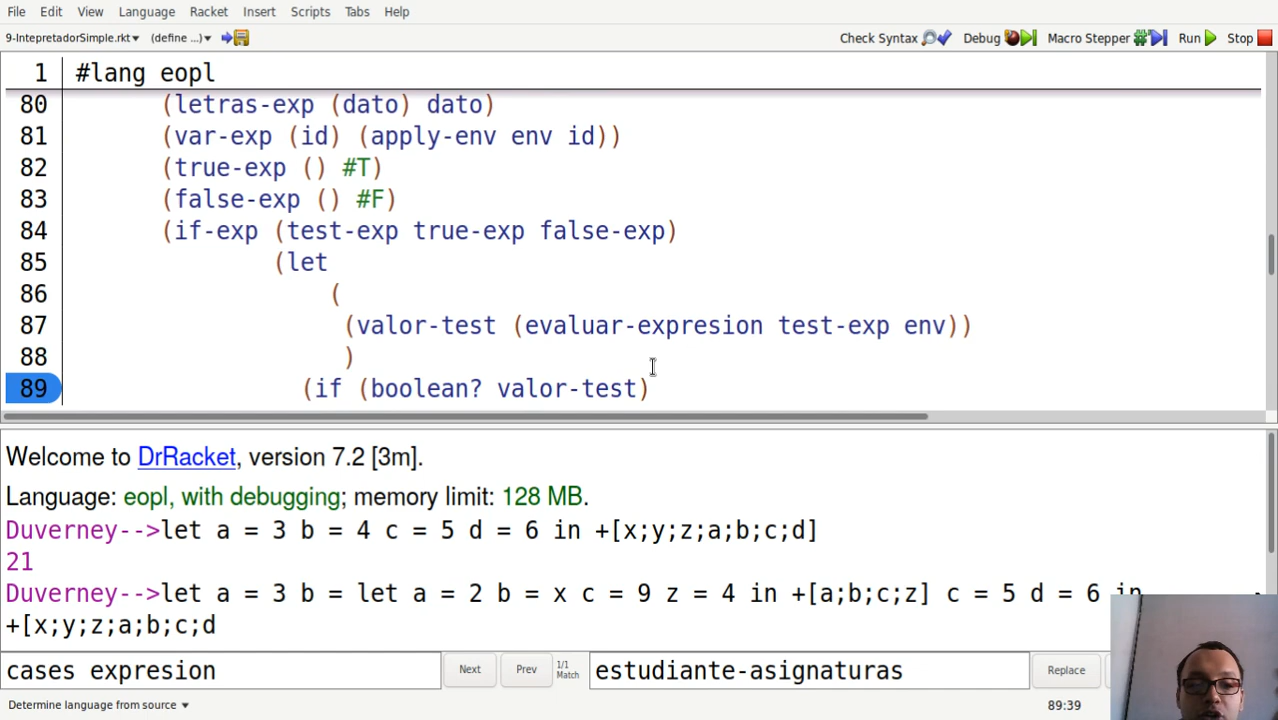 File Edit View Language Racket Insert Scripts Tabs Help
9-IntepretadorSimple.rkt (define ...) Check Syntax Debug Macro Stepper Run Stop
1 #lang eopl
80 (letras-exp (dato) dato)
81 (var-exp (id) (apply-env env id))
82 (true-exp () #T)
83 (false-exp () #F)
84 (if-exp (test-exp true-exp false-exp)
85 (let
86 (
87 (valor-test (evaluar-expresion test-exp env))
88 )
89 (if (boolean? valor-test)
Welcome to DrRacket, version 7.2 [3m].
Language: eopl, with debugging; memory limit: 128 MB.
Duverney-->let a = 3 b = 4 c = 5 d = 6 in +[x;y;z;a;b;c;d]
21
Duverney-->let a = 3 b = let a = 2 b = x c = 9 z = 4 in +[a;b;c;z] c = 5 d = 6 in
+[x;y;z;a;b;c;d
cases expresion Next Prev 1/1 Match estudiante-asignaturas Replace
Determine language from source 89:39